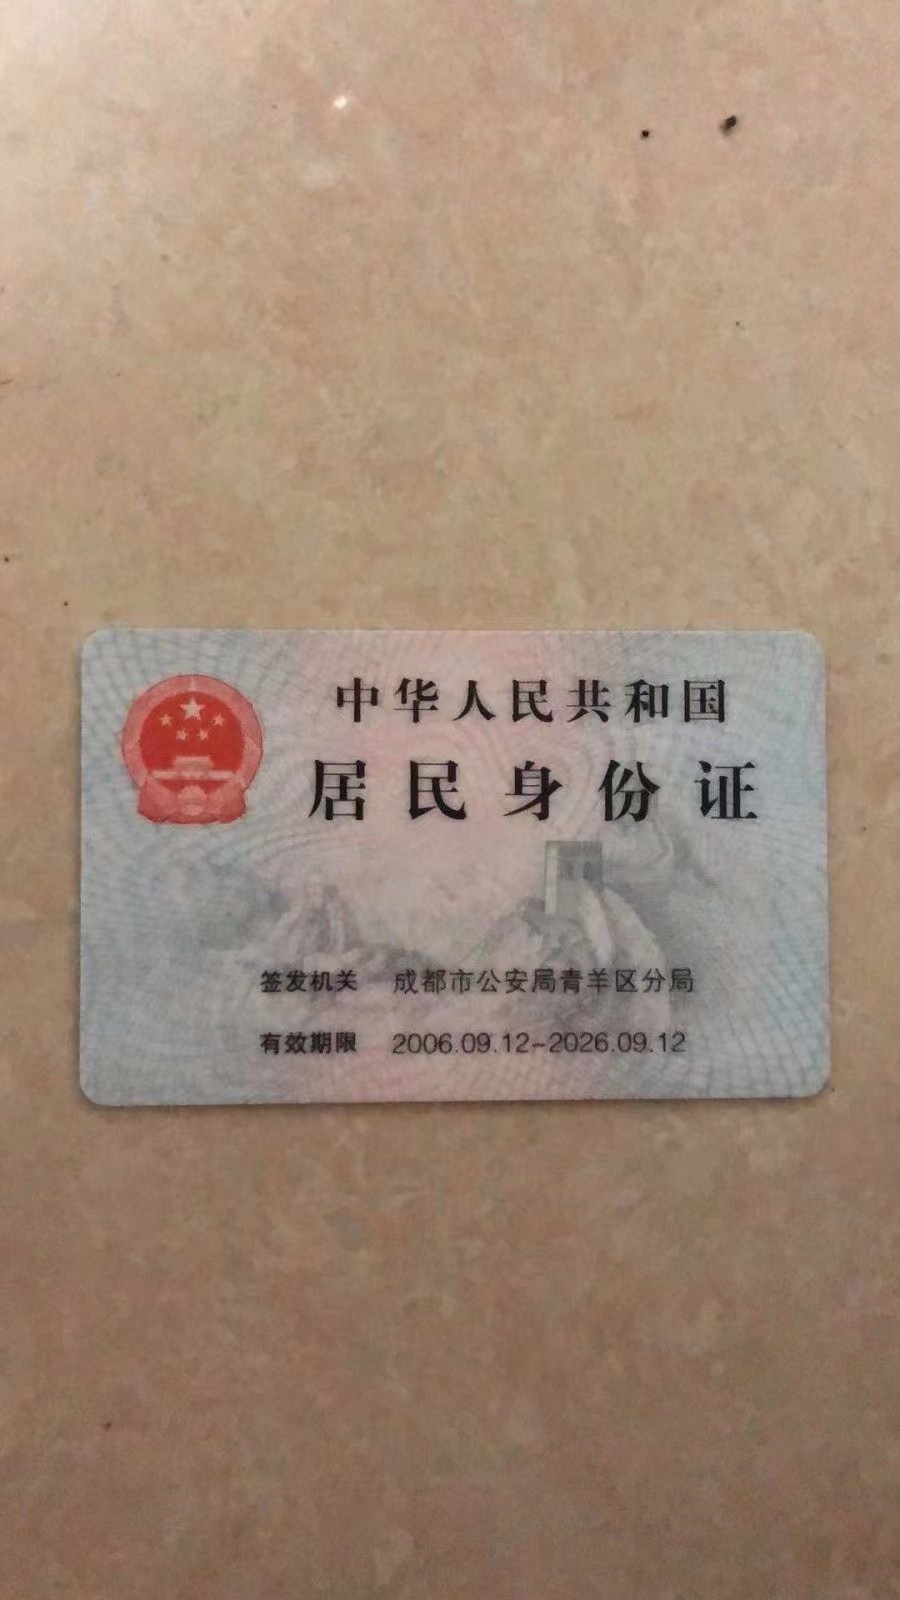 中华人民共和国
居民身份证
签发机关 成都市公安局青羊区分局
有效期限 2006.09.12-2026.09.12